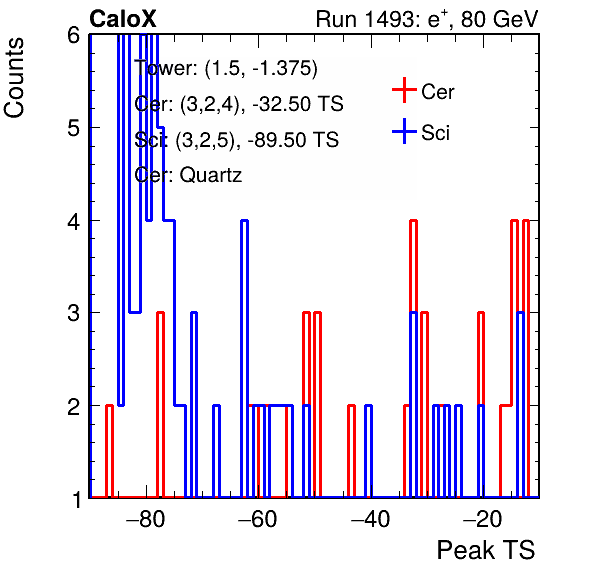 CaloX
Run 1493: e+, 80 GeV
Counts
Tower: (1.5, -1.375)
Cer: (3,2,4), -32.50 TS
Sci: (3,2,5), -89.50 TS
Cer: Quartz
Cer
Sci
6
5
4
3
2
1
−80
−60
−40
−20
Peak TS